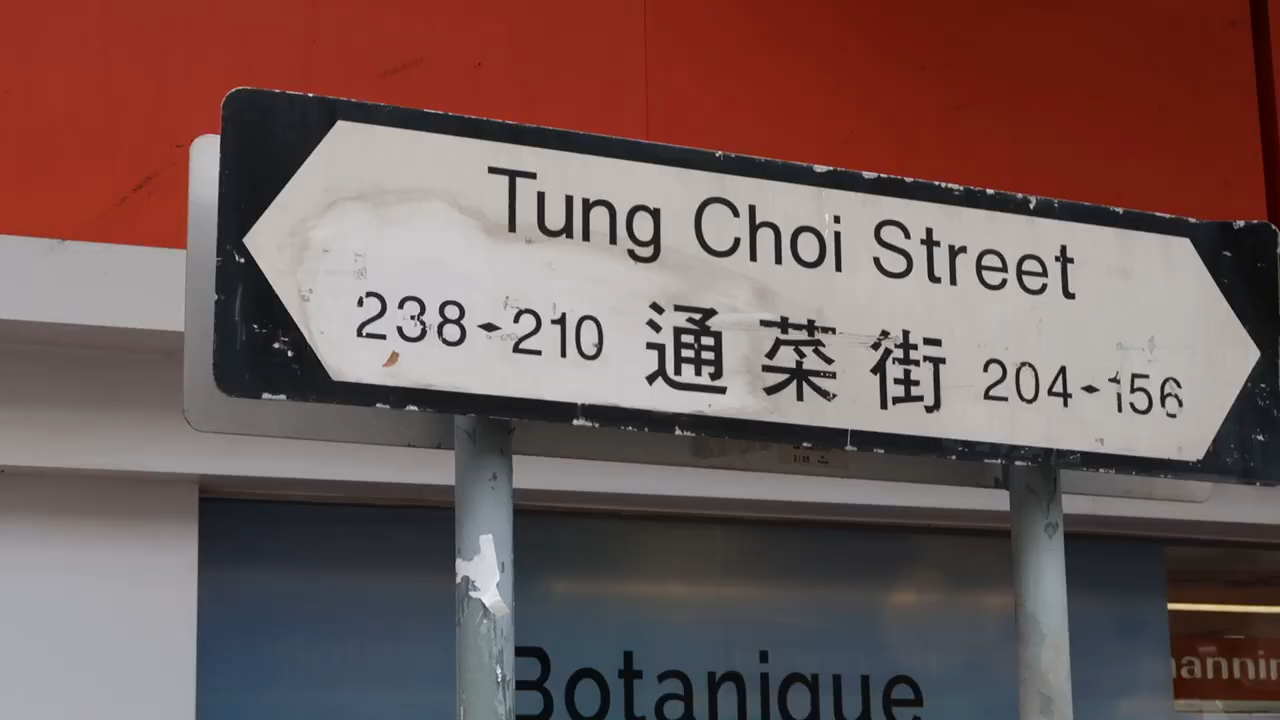 Tung Choi Street
238-210 通菜街 204-156
Botanique